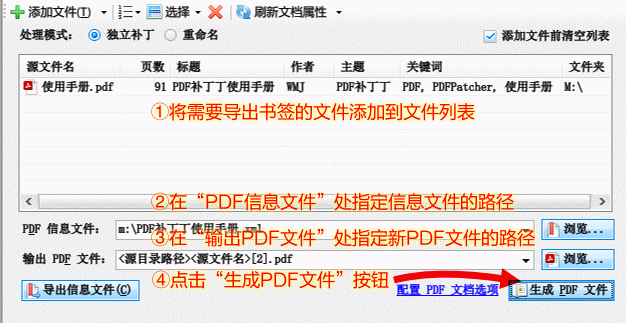 添加文件(T) 选择 刷新文档属性
处理模式: 独立补丁 重命名 添加文件前清空列表
源文件名 页数 标题 作者 主题 关键词 文件夹
使用手册.pdf 91 PDF补丁丁使用手册 WMJ PDF补丁丁 PDF, PDFPatcher, 使用手册 M:\
①将需要导出书签的文件添加到文件列表
②在“PDF信息文件”处指定信息文件的路径
PDF 信息文件: m:\PDF补丁丁使用手册.xml 浏览...
③在“输出PDF文件”处指定新PDF文件的路径
输出 PDF 文件: <源目录路径><源文件名>[2].pdf 浏览...
④点击“生成PDF文件”按钮
导出信息文件(C) 配置 PDF 文档选项 生成 PDF 文件